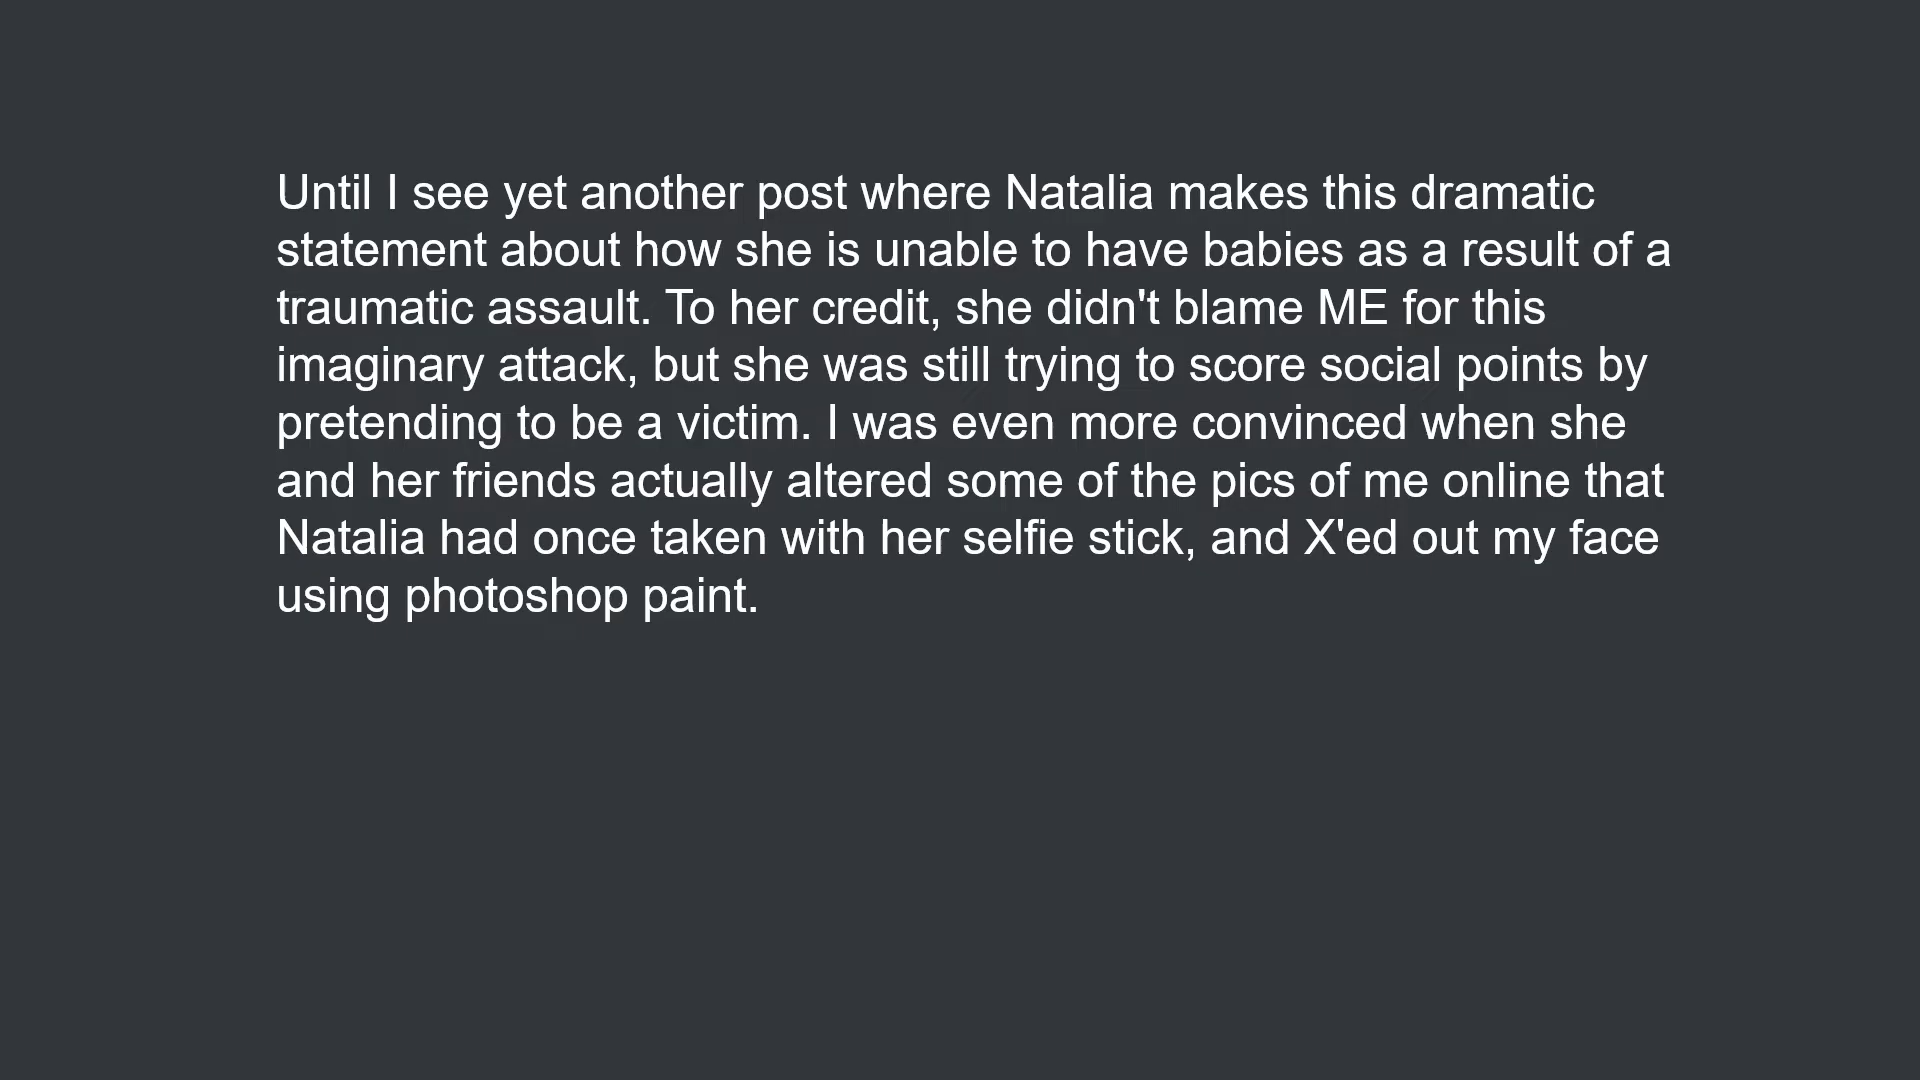 Until I see yet another post where Natalia makes this dramatic
statement about how she is unable to have babies as a result of a
traumatic assault. To her credit, she didn't blame ME for this
imaginary attack, but she was still trying to score social points by
pretending to be a victim. I was even more convinced when she
and her friends actually altered some of the pics of me online that
Natalia had once taken with her selfie stick, and X'ed out my face
using photoshop paint.